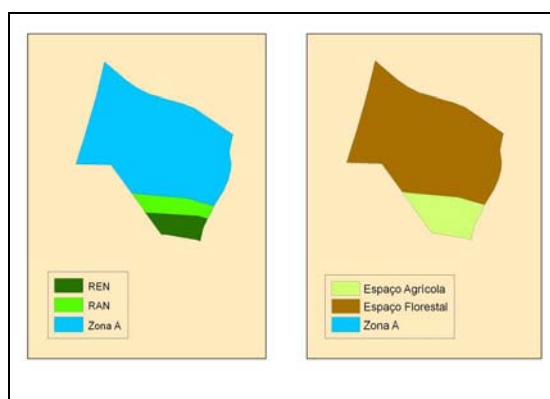 REN
RAN
Zona A
Espaço Agrícola
Espaço Florestal
Zona A